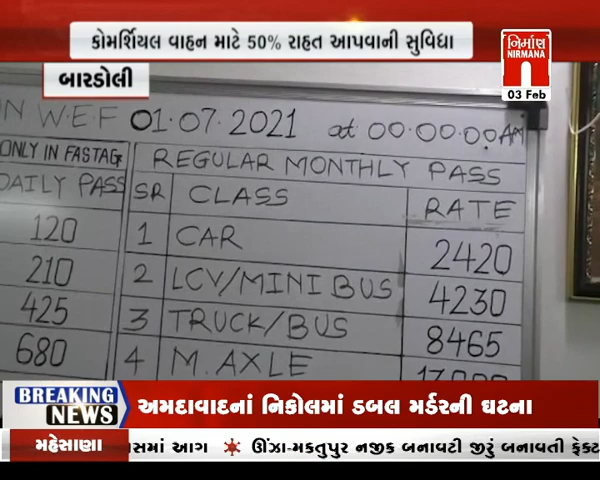 કોમર્શિયલ વાહન માટે 50% રાહત આપવાની સુવિધા
નિર્માણ
NIRMANA
03 Feb
બારડોલી
W.E.F 01.07.2021 at 00.00.00 AM
ONLY IN FASTAG
DAILY PASS
120
210
425
680
REGULAR MONTHLY PASS
SR CLASS RATE
1 CAR 2420
2 LCV/MINI BUS 4230
3 TRUCK/BUS 8465
4 M. AXLE
BREAKING NEWS
અમદાવાદનાં નિકોલમાં ડબલ મર્ડરની ઘટના
મહેસાણા
આગ ઊંઝા-મકતુપુર નજીક બનાવટી જીરું બનાવતી